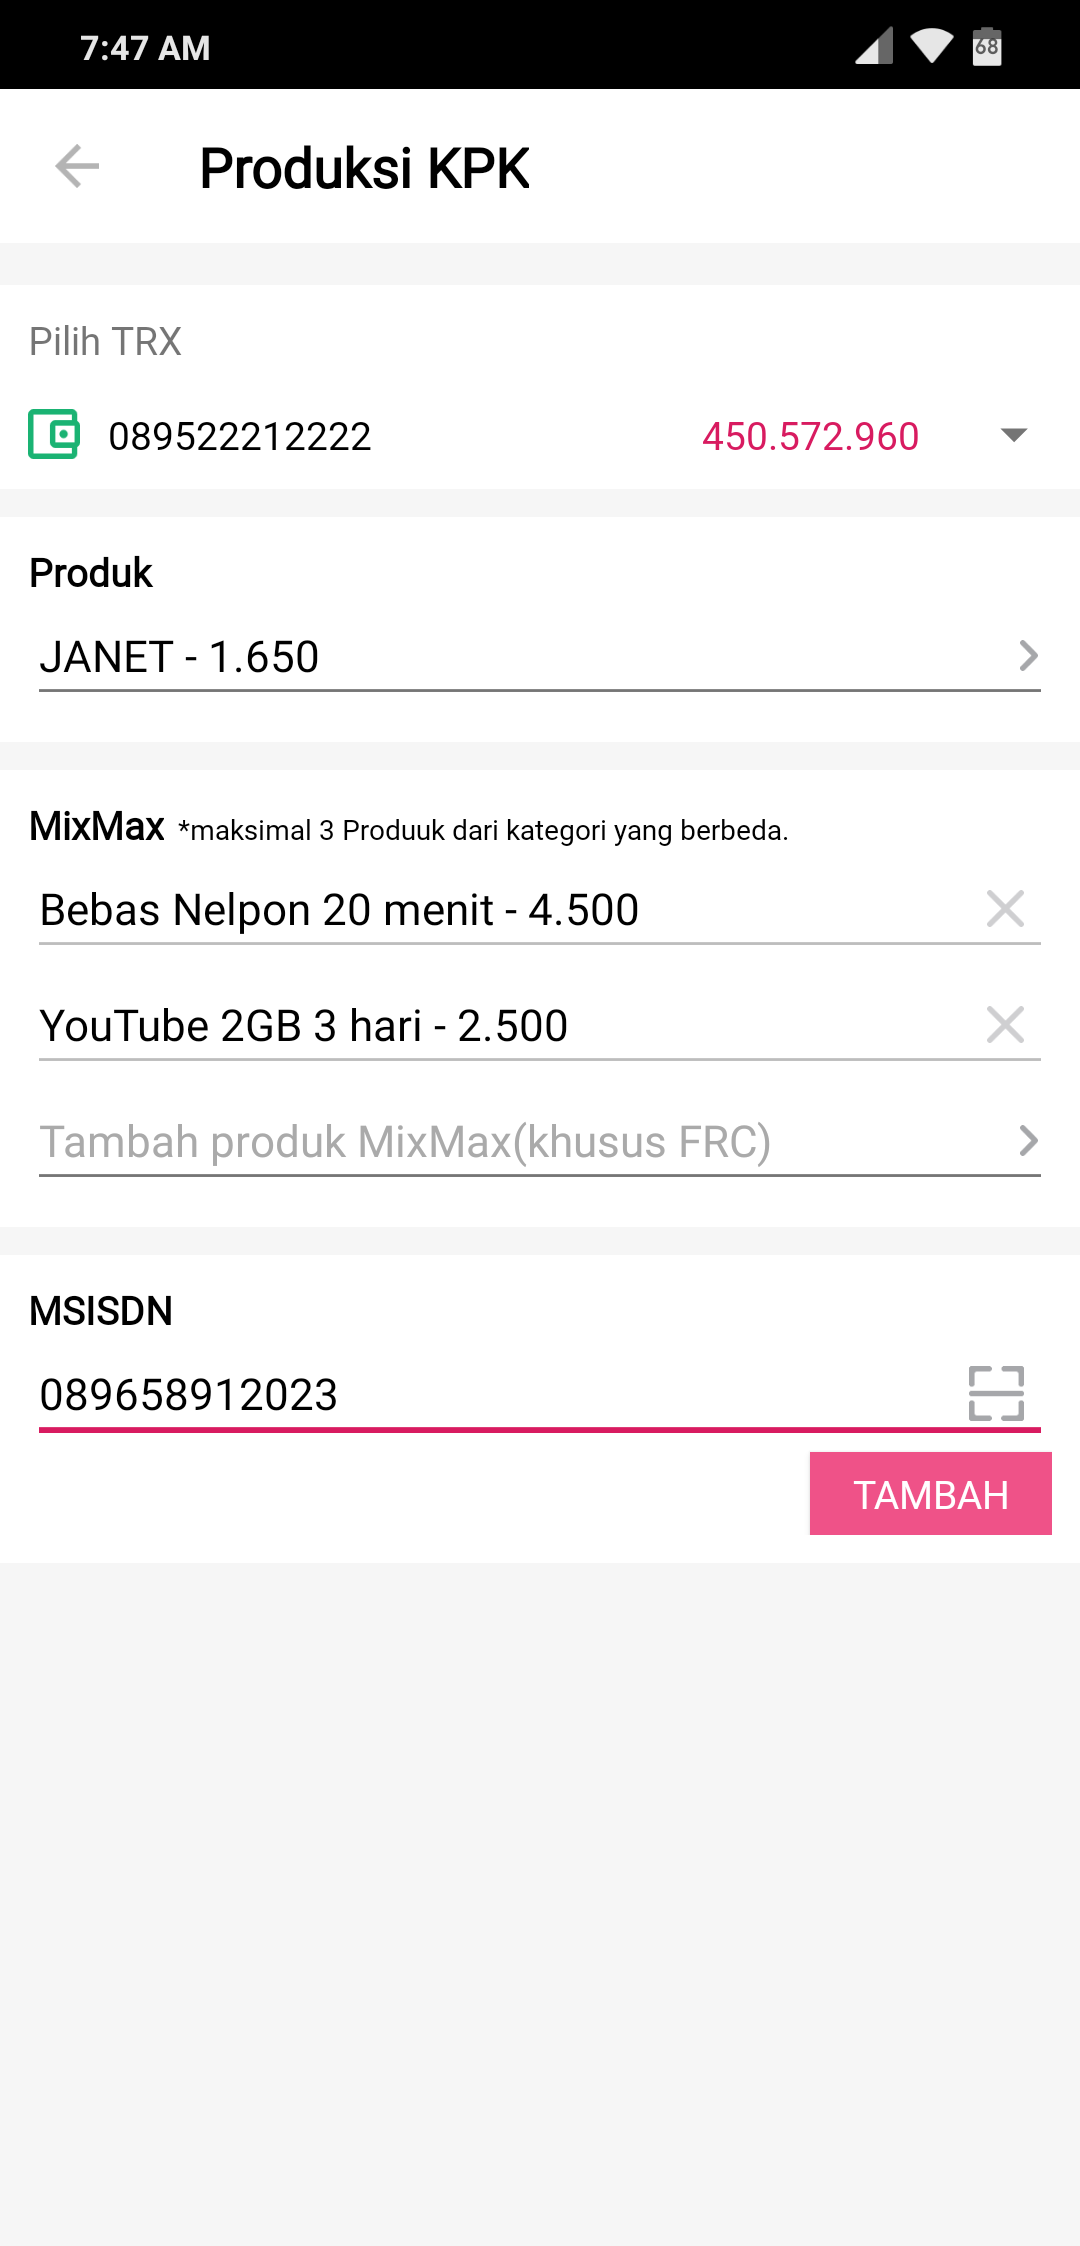 7:47 AM
68
Produksi KPK
Pilih TRX
089522212222 450.572.960
Produk
JANET - 1.650
MixMax *maksimal 3 Produuk dari kategori yang berbeda.
Bebas Nelpon 20 menit - 4.500
YouTube 2GB 3 hari - 2.500
Tambah produk MixMax(khusus FRC)
MSISDN
089658912023
TAMBAH